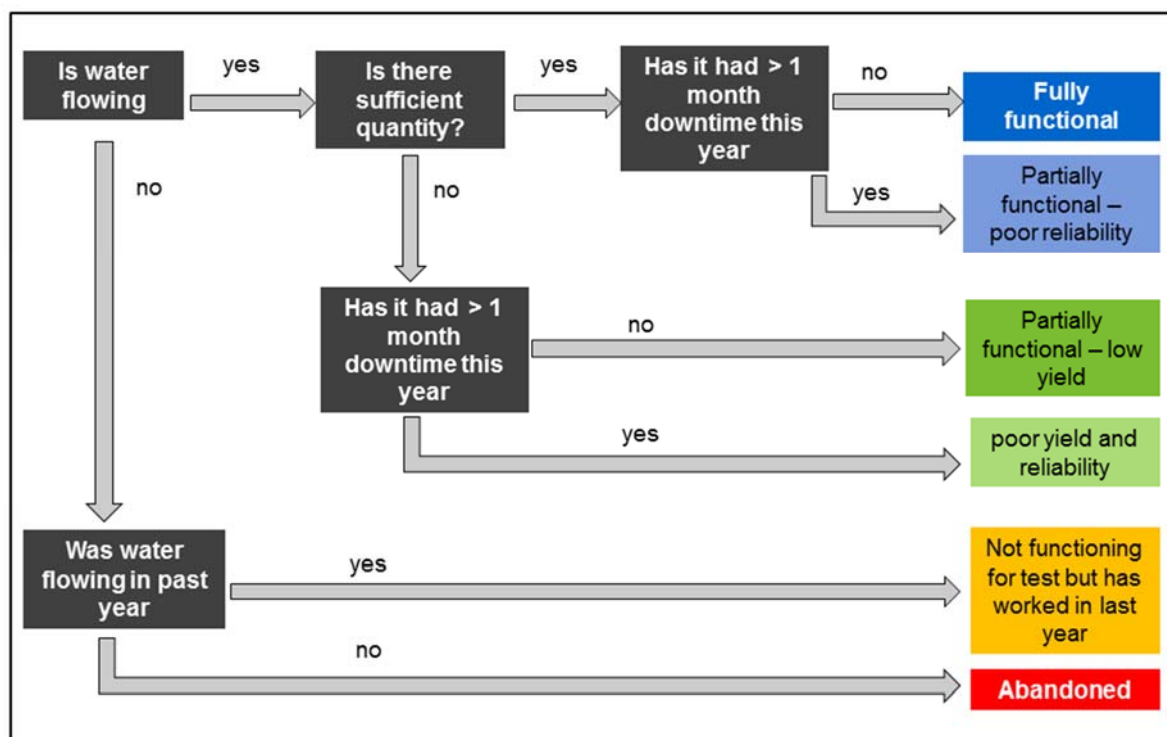 Is water
flowing
yes
Is there
sufficient
quantity?
yes
Has it had > 1
month
downtime this
year
no
Fully
functional
yes
Partially
functional –
poor reliability
no
no
Has it had > 1
month
downtime this
year
no
Partially
functional – low
yield
yes
poor yield and
reliability
Was water
flowing in past
year
yes
Not functioning
for test but has
worked in last
year
no
Abandoned